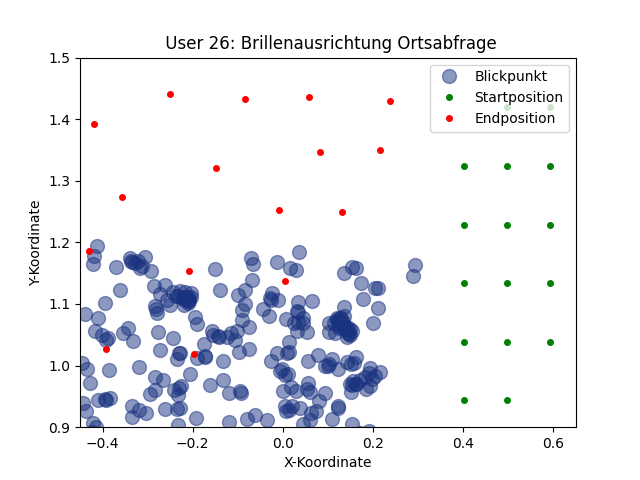 User 26: Brillenausrichtung Ortsabfrage
Blickpunkt
Startposition
Endposition
1.5
1.4
1.3
1.2
1.1
1.0
0.9
Y-Koordinate
−0.4 −0.2 0.0 0.2 0.4 0.6
X-Koordinate